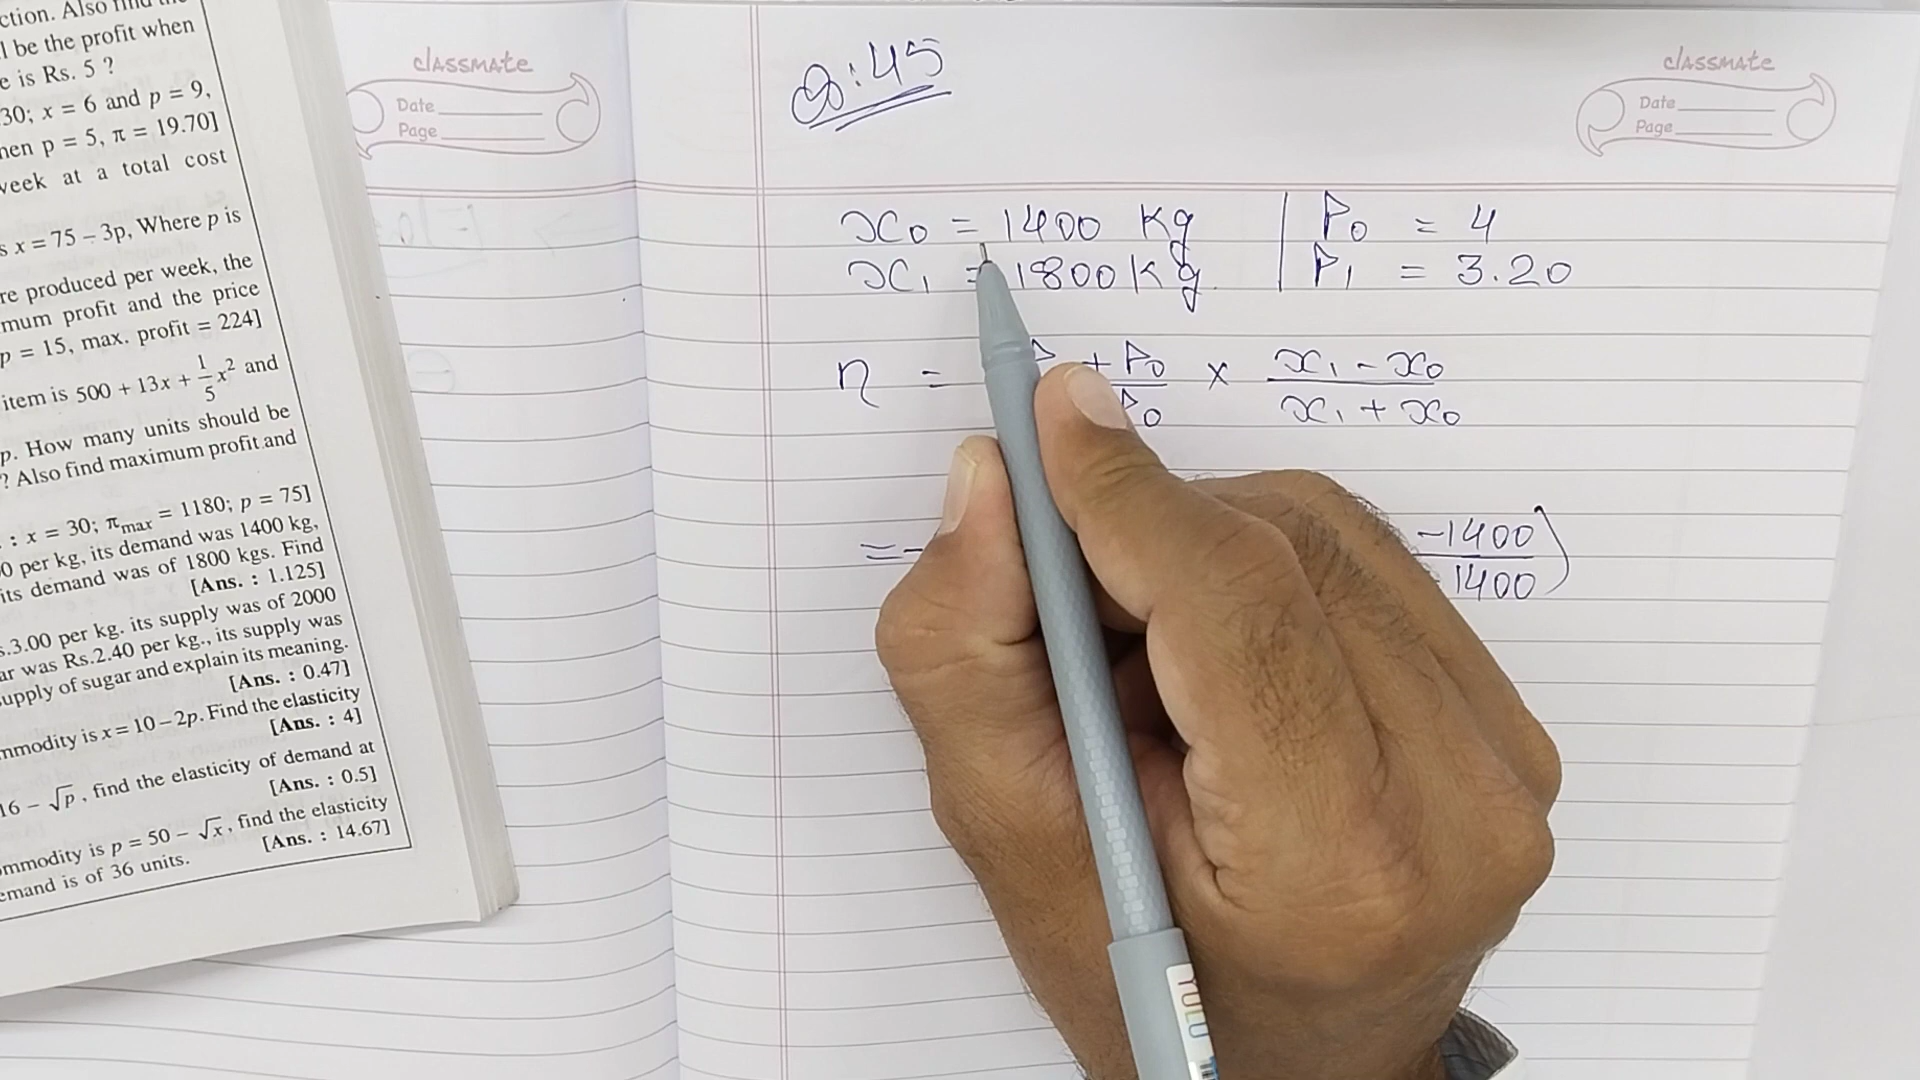 ction. Also find the
l be the profit when
e is Rs. 5 ?
30; x = 6 and p = 9,
hen p = 5, π = 19.70]
week at a total cost
s x = 75 – 3p, Where p is
re produced per week, the
mum profit and the price
p = 15, max. profit = 224]
item is 500 + 13x + 1/5 x² and
p. How many units should be
? Also find maximum profit and
: x = 30; πmax = 1180; p = 75]
0 per kg, its demand was 1400 kg,
its demand was of 1800 kgs. Find
[Ans. : 1.125]
s.3.00 per kg. its supply was of 2000
ar was Rs.2.40 per kg., its supply was
supply of sugar and explain its meaning.
[Ans. : 0.47]
mmodity is x = 10 – 2p. Find the elasticity
[Ans. : 4]
16 – √p , find the elasticity of demand at
[Ans. : 0.5]
ommodity is p = 50 – √x, find the elasticity
emand is of 36 units.
[Ans. : 14.67]
classmate
Date
Page
Q:45
classmate
Date
Page
x0 = 1400 Kg | P0 = 4
x1 = 1800 Kg. | P1 = 3.20
η = + P0 / P0 × x1 - x0 / x1 + x0
= - -1400 / 1400 )
YOLO